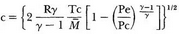 c = {2 Rγ/(γ − 1) Tc/M̄ [1 − (Pe/Pc)^((γ−1)/γ)]}^1/2